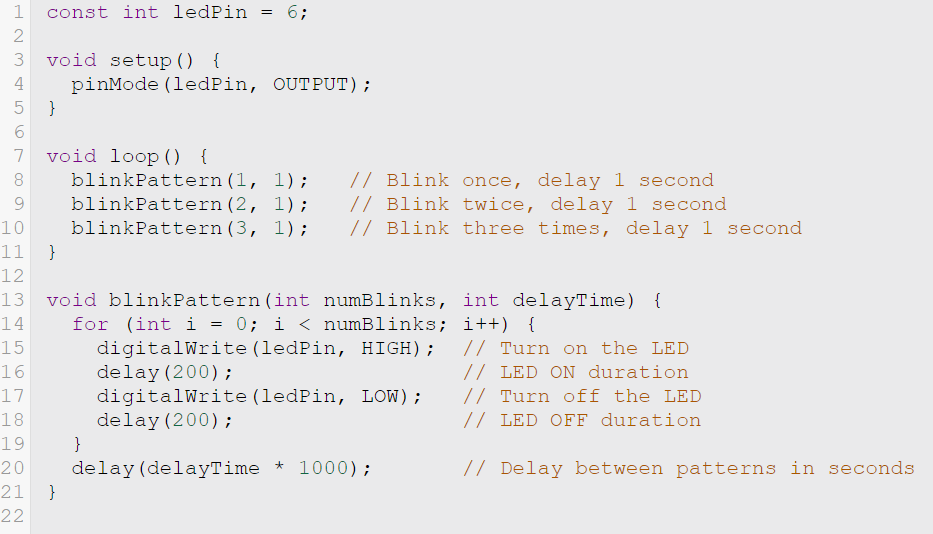 1 const int ledPin = 6;
2
3 void setup() {
4   pinMode(ledPin, OUTPUT);
5 }
6
7 void loop() {
8   blinkPattern(1, 1);   // Blink once, delay 1 second
9   blinkPattern(2, 1);   // Blink twice, delay 1 second
10   blinkPattern(3, 1);   // Blink three times, delay 1 second
11 }
12
13 void blinkPattern(int numBlinks, int delayTime) {
14   for (int i = 0; i < numBlinks; i++) {
15     digitalWrite(ledPin, HIGH);  // Turn on the LED
16     delay(200);                  // LED ON duration
17     digitalWrite(ledPin, LOW);   // Turn off the LED
18     delay(200);                  // LED OFF duration
19   }
20   delay(delayTime * 1000);       // Delay between patterns in seconds
21 }
22